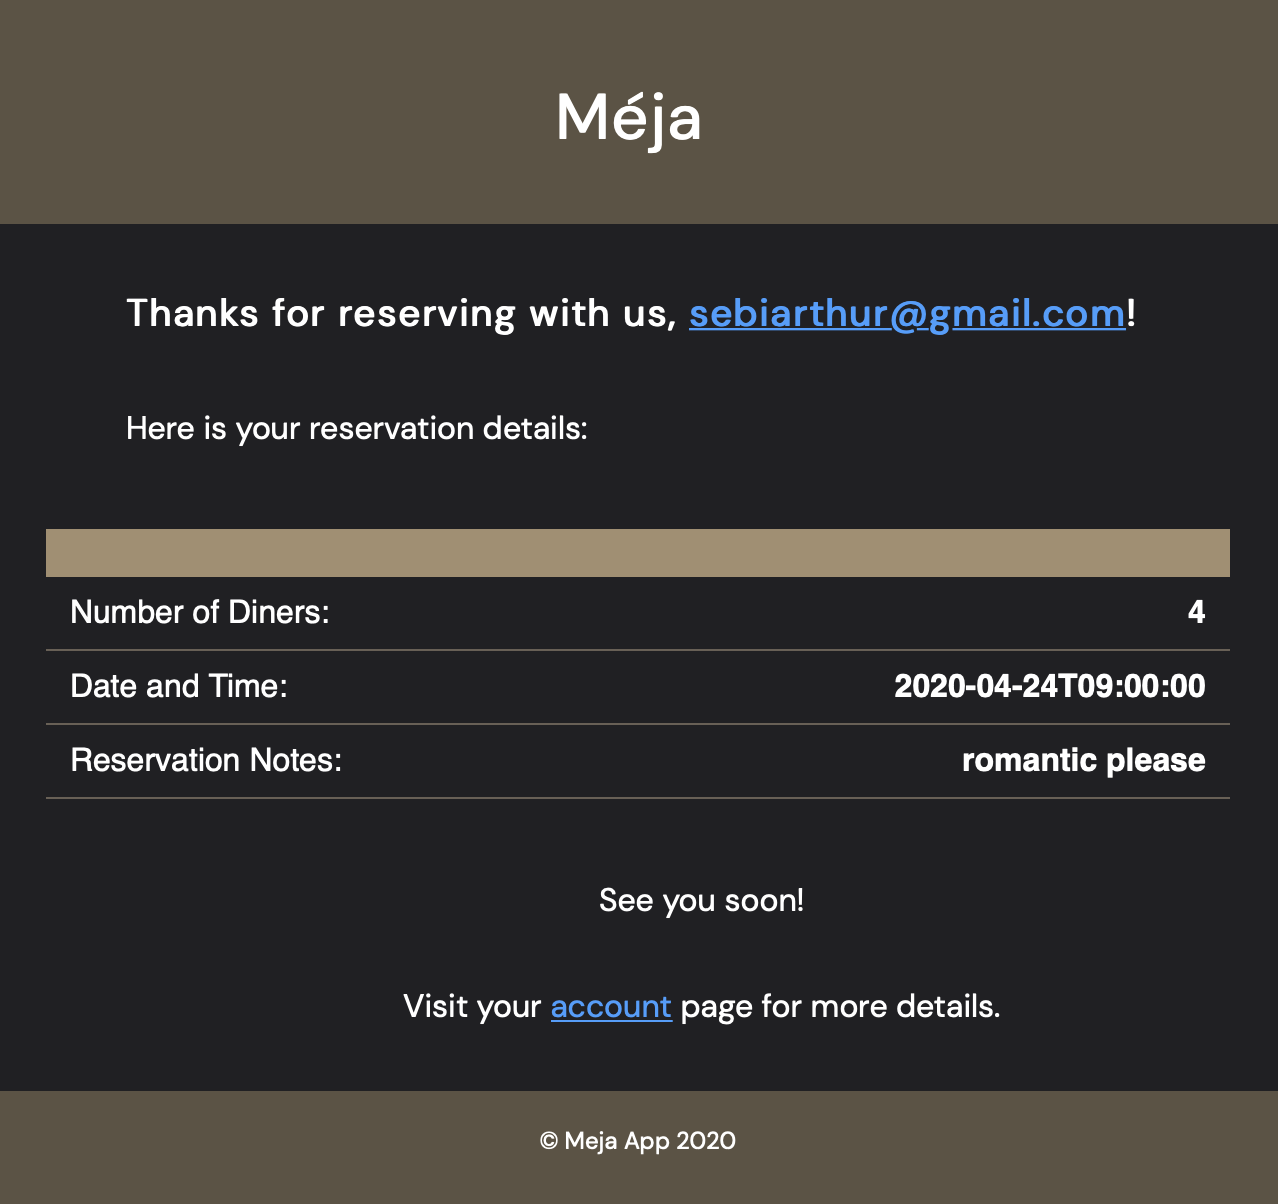 Méja
Thanks for reserving with us, sebiarthur@gmail.com!
Here is your reservation details:
Number of Diners: 4
Date and Time: 2020-04-24T09:00:00
Reservation Notes: romantic please
See you soon!
Visit your account page for more details.
© Meja App 2020